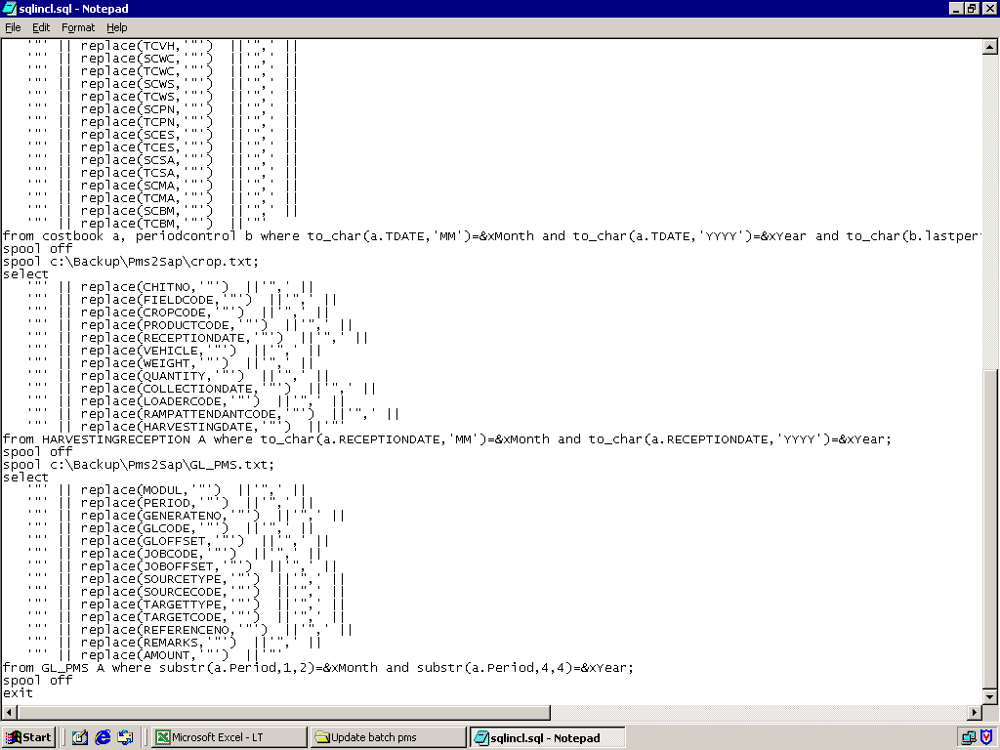 sqlincl.sql - Notepad
File Edit Format Help
'"' || replace(TCVH,'"') ||'",' ||
'"' || replace(SCWC,'"') ||'",' ||
'"' || replace(TCWC,'"') ||'",' ||
'"' || replace(SCWS,'"') ||'",' ||
'"' || replace(TCWS,'"') ||'",' ||
'"' || replace(SCPN,'"') ||'",' ||
'"' || replace(TCPN,'"') ||'",' ||
'"' || replace(SCES,'"') ||'",' ||
'"' || replace(TCES,'"') ||'",' ||
'"' || replace(SCSA,'"') ||'",' ||
'"' || replace(TCSA,'"') ||'",' ||
'"' || replace(SCMA,'"') ||'",' ||
'"' || replace(TCMA,'"') ||'",' ||
'"' || replace(SCBM,'"') ||'",' ||
'"' || replace(TCBM,'"') ||'"'
from costbook a, periodcontrol b where to_char(a.TDATE,'MM')=&xMonth and to_char(a.TDATE,'YYYY')=&xYear and to_char(b.lastper
spool off
spool c:\Backup\Pms2Sap\crop.txt;
select
'"' || replace(CHITNO,'"') ||'",' ||
'"' || replace(FIELDCODE,'"') ||'",' ||
'"' || replace(CROPCODE,'"') ||'",' ||
'"' || replace(PRODUCTCODE,'"') ||'",' ||
'"' || replace(RECEPTIONDATE,'"') ||'",' ||
'"' || replace(VEHICLE,'"') ||'",' ||
'"' || replace(WEIGHT,'"') ||'",' ||
'"' || replace(QUANTITY,'"') ||'",' ||
'"' || replace(COLLECTIONDATE,'"') ||'",' ||
'"' || replace(LOADERCODE,'"') ||'",' ||
'"' || replace(RAMPATTENDANTCODE,'"') ||'",' ||
'"' || replace(HARVESTINGDATE,'"') ||'"'
from HARVESTINGRECEPTION A where to_char(a.RECEPTIONDATE,'MM')=&xMonth and to_char(a.RECEPTIONDATE,'YYYY')=&xYear;
spool off
spool c:\Backup\Pms2Sap\GL_PMS.txt;
select
'"' || replace(MODUL,'"') ||'",' ||
'"' || replace(PERIOD,'"') ||'",' ||
'"' || replace(GENERATENO,'"') ||'",' ||
'"' || replace(GLCODE,'"') ||'",' ||
'"' || replace(GLOFFSET,'"') ||'",' ||
'"' || replace(JOBCODE,'"') ||'",' ||
'"' || replace(JOBOFFSET,'"') ||'",' ||
'"' || replace(SOURCETYPE,'"') ||'",' ||
'"' || replace(SOURCECODE,'"') ||'",' ||
'"' || replace(TARGETTYPE,'"') ||'",' ||
'"' || replace(TARGETCODE,'"') ||'",' ||
'"' || replace(REFERENCENO,'"') ||'",' ||
'"' || replace(REMARKS,'"') ||'",' ||
'"' || replace(AMOUNT,'"') ||'"'
from GL_PMS A where substr(a.Period,1,2)=&xMonth and substr(a.Period,4,4)=&xYear;
spool off
exit
Start Microsoft Excel - LT Update batch pms sqlincl.sql - Notepad